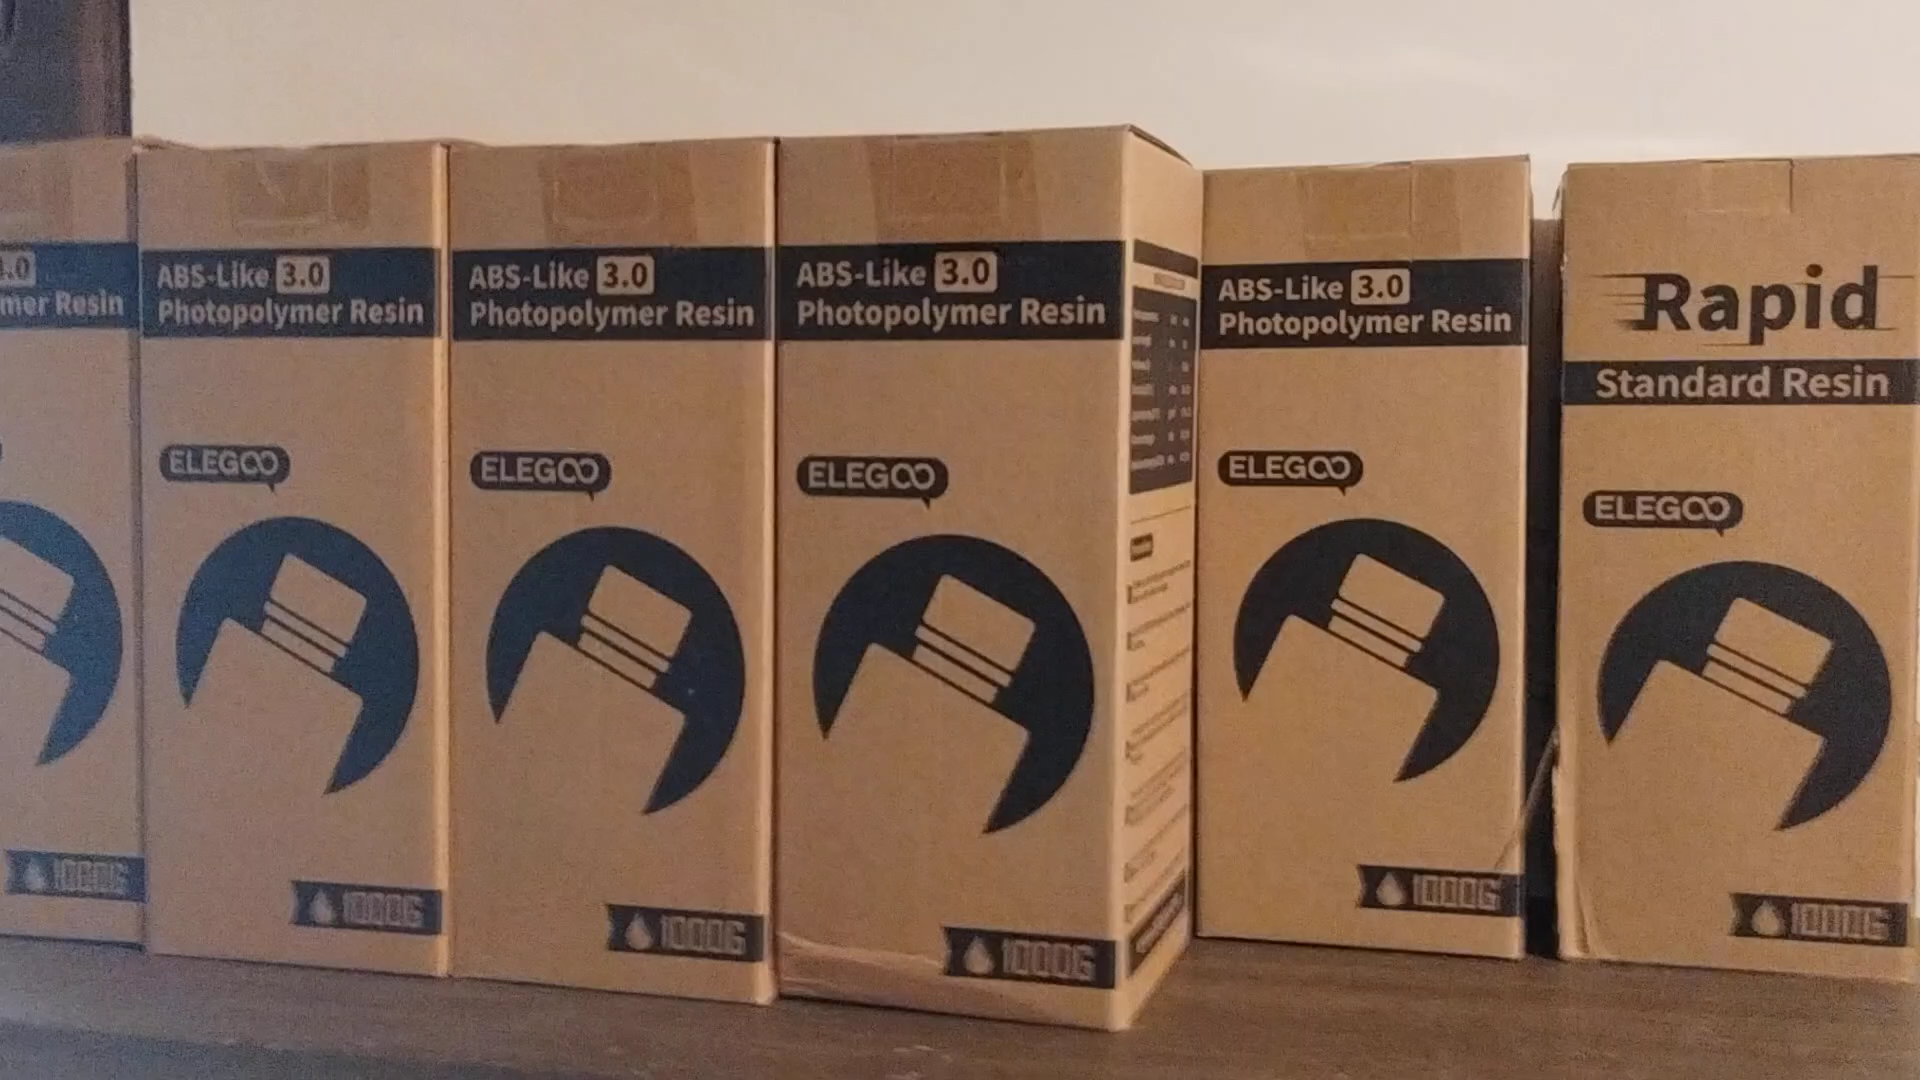 3.0
mer Resin
1000G
ABS-Like 3.0
Photopolymer Resin
ELEGOO
1000G
ABS-Like 3.0
Photopolymer Resin
ELEGOO
1000G
ABS-Like 3.0
Photopolymer Resin
ELEGOO
1000G
ABS-Like 3.0
Photopolymer Resin
ELEGOO
1000G
Rapid
Standard Resin
ELEGOO
1000G